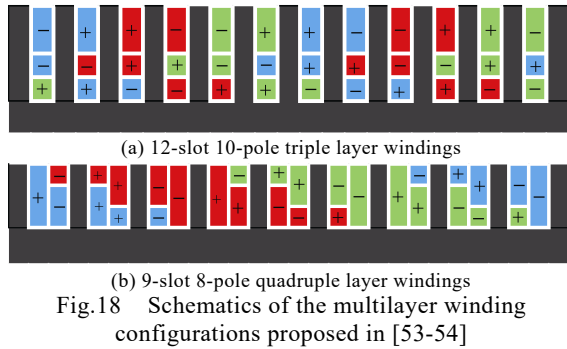 − + + − − + + − − + + −
− − + + − − + + − − + +
+ + − − + + − − + + − −
(a) 12-slot 10-pole triple layer windings
+ − − + + + + − − − + − + + + − − − − + + − + + + − − − − + −
(b) 9-slot 8-pole quadruple layer windings
Fig.18 Schematics of the multilayer winding
configurations proposed in [53-54]